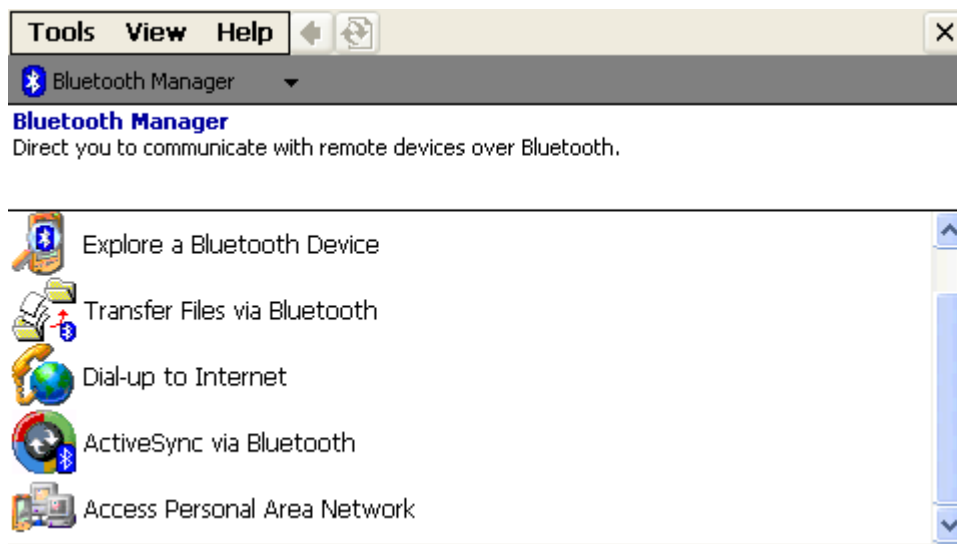 Tools View Help
Bluetooth Manager
Bluetooth Manager
Direct you to communicate with remote devices over Bluetooth.
Explore a Bluetooth Device
Transfer Files via Bluetooth
Dial-up to Internet
ActiveSync via Bluetooth
Access Personal Area Network